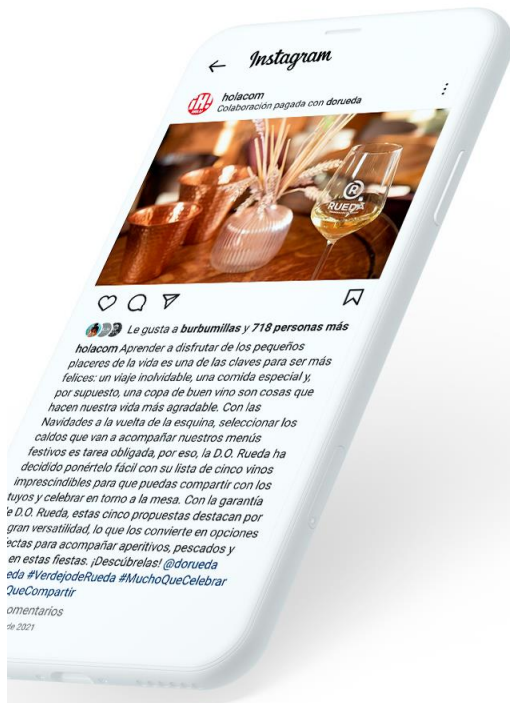 Instagram
¡H!
holacom
Colaboración pagada con dorueda
R
RUEDA
Le gusta a burbumillas y 718 personas más
holacom Aprender a disfrutar de los pequeños
placeres de la vida es una de las claves para ser más
felices: un viaje inolvidable, una comida especial y,
por supuesto, una copa de buen vino son cosas que
hacen nuestra vida más agradable. Con las
Navidades a la vuelta de la esquina, seleccionar los
caldos que van a acompañar nuestros menús
festivos es tarea obligada, por eso, la D.O. Rueda ha
decidido ponértelo fácil con su lista de cinco vinos
imprescindibles para que puedas compartir con los
tuyos y celebrar en torno a la mesa. Con la garantía
D.O. Rueda, estas cinco propuestas destacan por
gran versatilidad, lo que los convierte en opciones
ectas para acompañar aperitivos, pescados y
en estas fiestas. ¡Descúbrelas! @dorueda
eda #VerdejodeRueda #MuchoQueCelebrar
QueCompartir
omentarios
de 2021